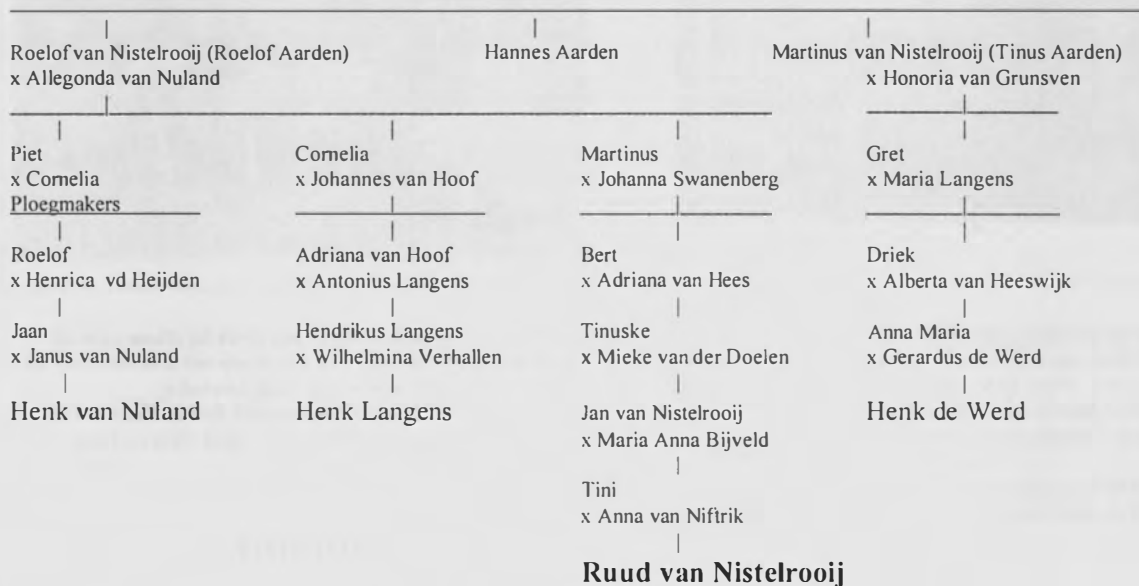 Roelof van Nistelrooij (Roelof Aarden)
x Allegonda van Nuland
Hannes Aarden
Martinus van Nistelrooij (Tinus Aarden)
x Honoria van Grunsven
Piet
x Cornelia
Ploegmakers
Cornelia
x Johannes van Hoof
Martinus
x Johanna Swanenberg
Gret
x Maria Langens
Roelof
x Henrica vd Heijden
Adriana van Hoof
x Antonius Langens
Bert
x Adriana van Hees
Driek
x Alberta van Heeswijk
Jaan
x Janus van Nuland
Hendrikus Langens
x Wilhelmina Verhallen
Tinuske
x Mieke van der Doelen
Anna Maria
x Gerardus de Werd
Henk van Nuland
Henk Langens
Jan van Nistelrooij
x Maria Anna Bijveld
Henk de Werd
Tini
x Anna van Niftrik
Ruud van Nistelrooij